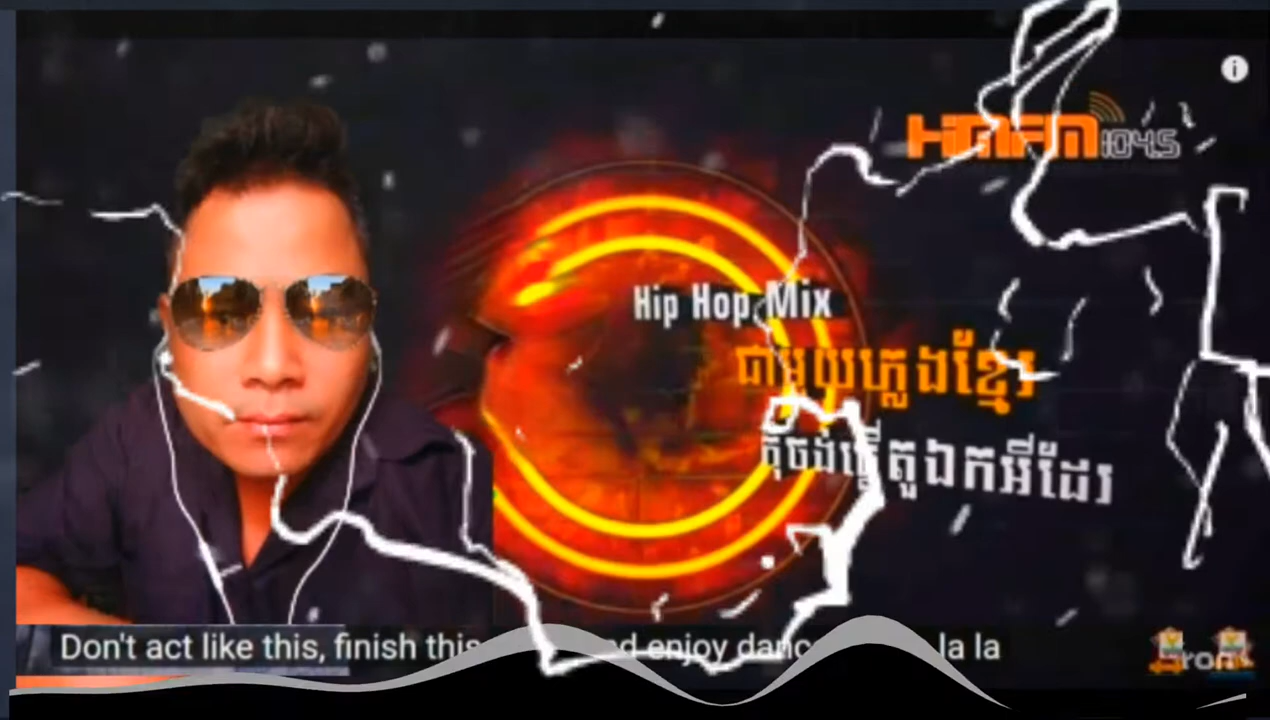 HMFM 104.5
Hip Hop Mix
ជាមួយភ្លេងខ្មែរ
កុំចង់ធ្វើតួឯកអីដែរ
Don't act like this, finish this enjoy la la